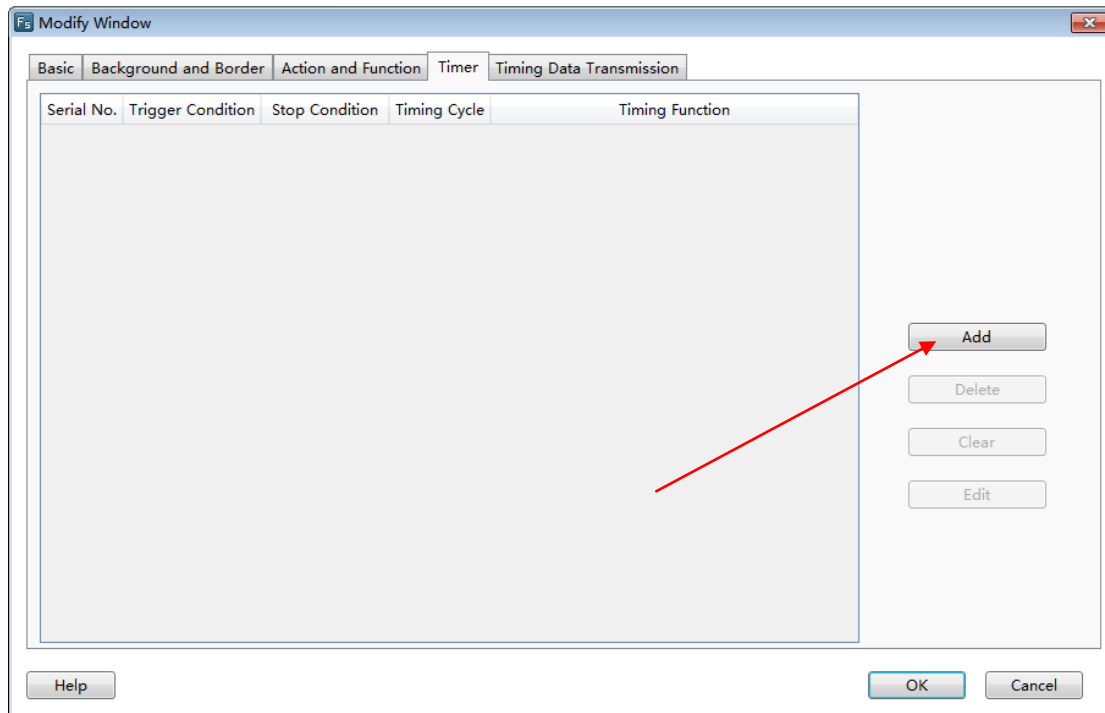 Fs Modify Window
Basic Background and Border Action and Function Timer Timing Data Transmission
Serial No. Trigger Condition Stop Condition Timing Cycle Timing Function
Add
Delete
Clear
Edit
Help OK Cancel